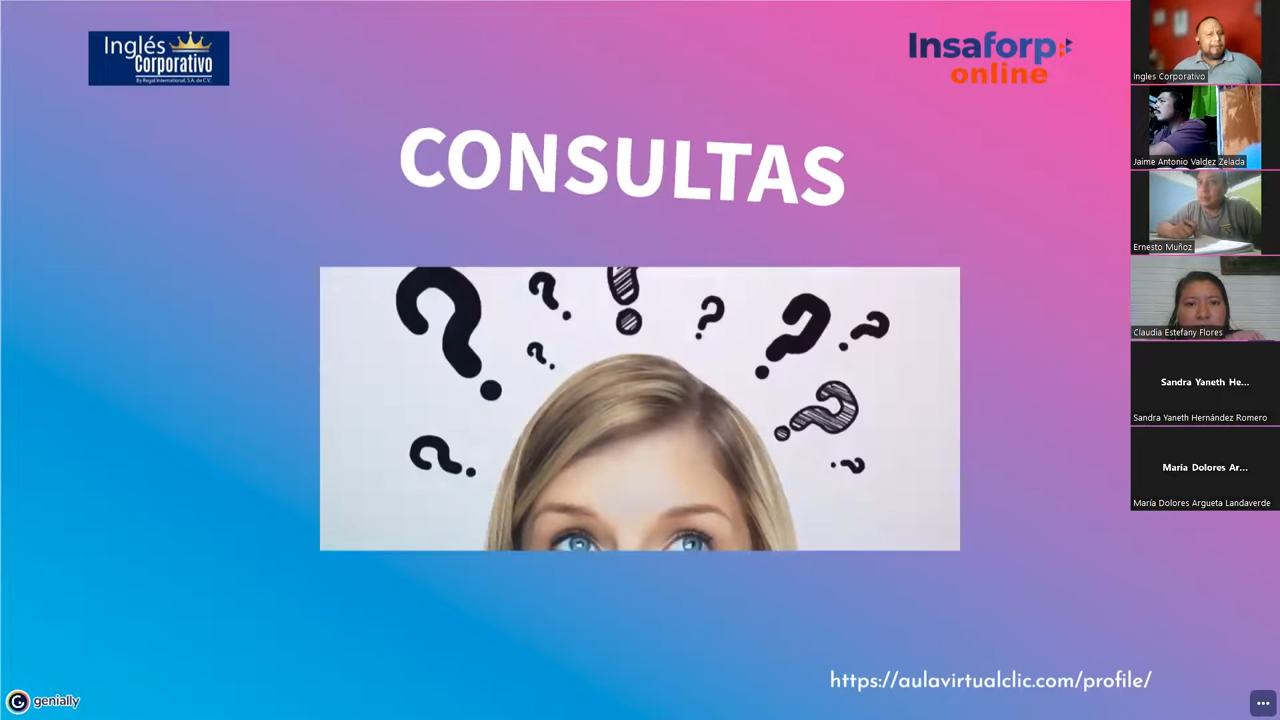 Inglés
Corporativo
By Regal International, S.A. de C.V.
Insaforp
online
CONSULTAS
https://aulavirtualclic.com/profile/
genially
Ingles Corporativo
Jaime Antonio Valdez Zelada
Ernesto Muñoz
Claudia Estefany Flores
Sandra Yaneth He...
Sandra Yaneth Hernández Romero
María Dolores Ar...
María Dolores Argueta Landaverde